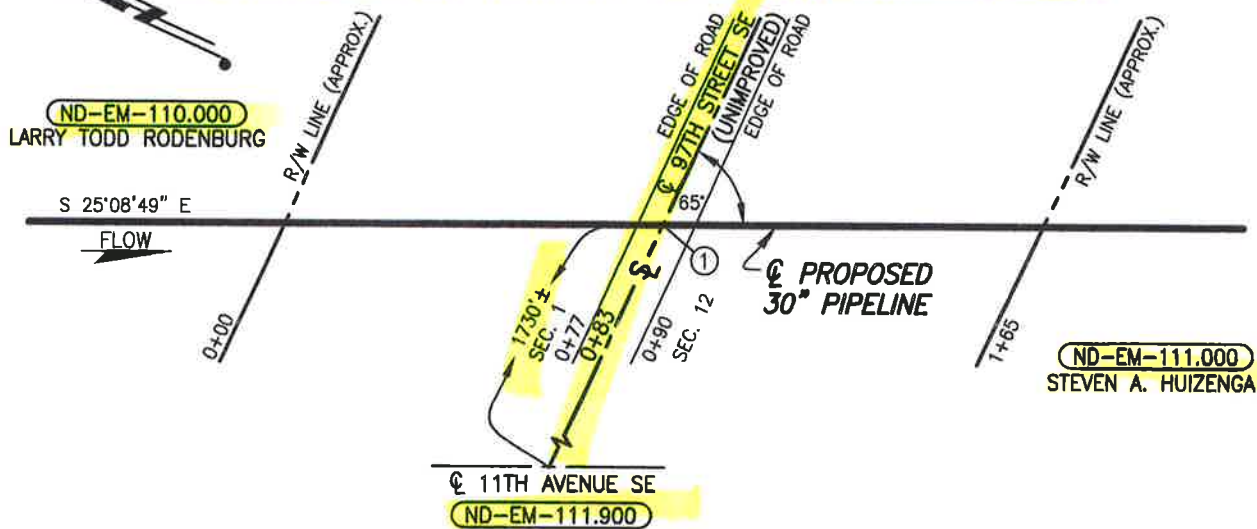 ND-EM-110.000
LARRY TODD RODENBURG
R/W LINE (APPROX.)
EDGE OF ROAD
℄ 97TH STREET SE
(UNIMPROVED)
EDGE OF ROAD
R/W LINE (APPROX.)
S 25°08'49" E
FLOW
65°
1
℄ PROPOSED
30" PIPELINE
0+00
1730'±
SEC. 1
0+77
0+83
0+90
SEC. 12
1+65
ND-EM-111.000
STEVEN A. HUIZENGA
℄ 11TH AVENUE SE
ND-EM-111.900